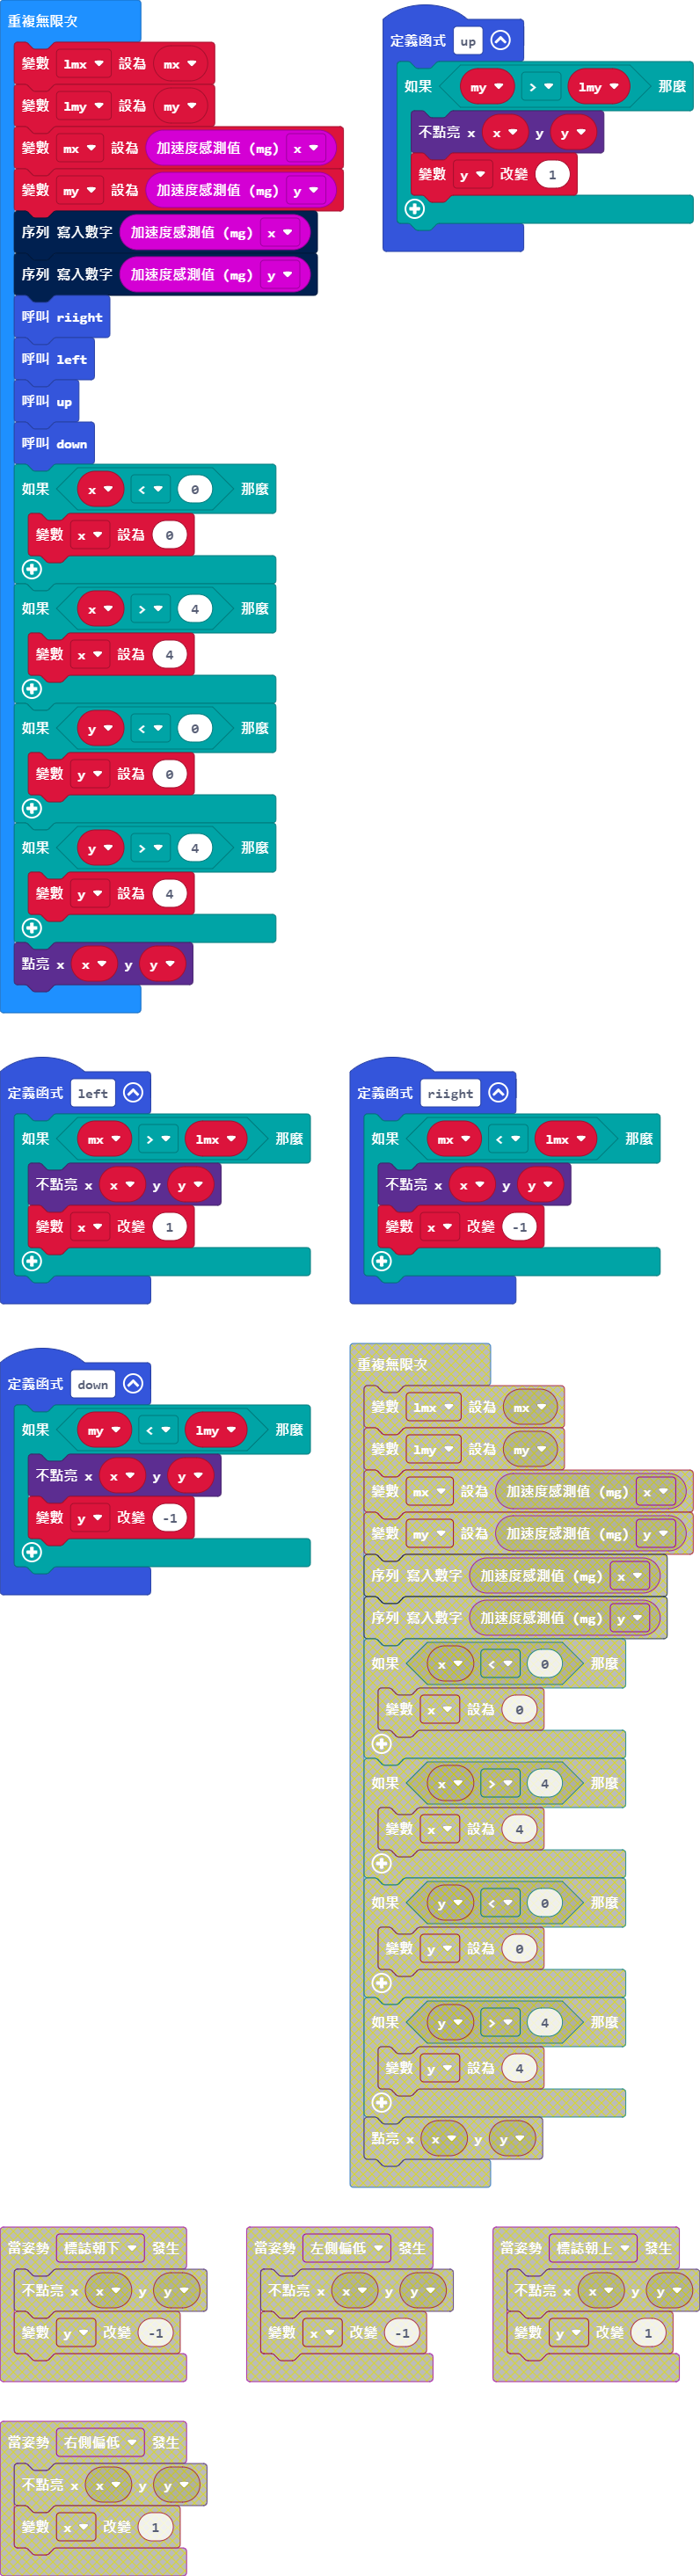 重複無限次
變數 lmx 設為 mx
變數 lmy 設為 my
變數 mx 設為 加速度感測值 (mg) x
變數 my 設為 加速度感測值 (mg) y
序列 寫入數字 加速度感測值 (mg) x
序列 寫入數字 加速度感測值 (mg) y
呼叫 riight
呼叫 left
呼叫 up
呼叫 down
如果 x < 0 那麼
變數 x 設為 0
如果 x > 4 那麼
變數 x 設為 4
如果 y < 0 那麼
變數 y 設為 0
如果 y > 4 那麼
變數 y 設為 4
點亮 x x y y
定義函式 up
如果 my > lmy 那麼
不點亮 x x y y
變數 y 改變 1
定義函式 left
如果 mx > lmx 那麼
不點亮 x x y y
變數 x 改變 1
定義函式 riight
如果 mx < lmx 那麼
不點亮 x x y y
變數 x 改變 -1
定義函式 down
如果 my < lmy 那麼
不點亮 x x y y
變數 y 改變 -1
重複無限次
變數 lmx 設為 mx
變數 lmy 設為 my
變數 mx 設為 加速度感測值 (mg) x
變數 my 設為 加速度感測值 (mg) y
序列 寫入數字 加速度感測值 (mg) x
序列 寫入數字 加速度感測值 (mg) y
如果 x < 0 那麼
變數 x 設為 0
如果 x > 4 那麼
變數 x 設為 4
如果 y < 0 那麼
變數 y 設為 0
如果 y > 4 那麼
變數 y 設為 4
點亮 x x y y
當姿勢 標誌朝下 發生
不點亮 x x y y
變數 y 改變 -1
當姿勢 左側偏低 發生
不點亮 x x y y
變數 x 改變 -1
當姿勢 標誌朝上 發生
不點亮 x x y y
變數 y 改變 1
當姿勢 右側偏低 發生
不點亮 x x y y
變數 x 改變 1